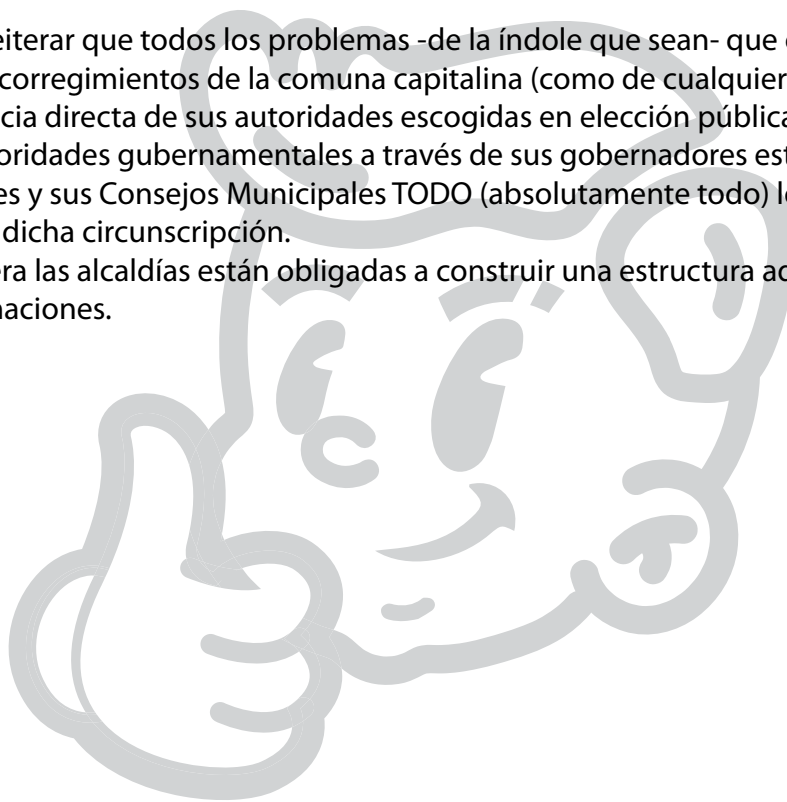 eiterar que todos los problemas -de la índole que sean- que
corregimientos de la comuna capitalina (como de cualquier
cia directa de sus autoridades escogidas en elección pública
oridades gubernamentales a través de sus gobernadores est
es y sus Consejos Municipales TODO (absolutamente todo) l
dicha circunscripción.
era las alcaldías están obligadas a construir una estructura ad
naciones.